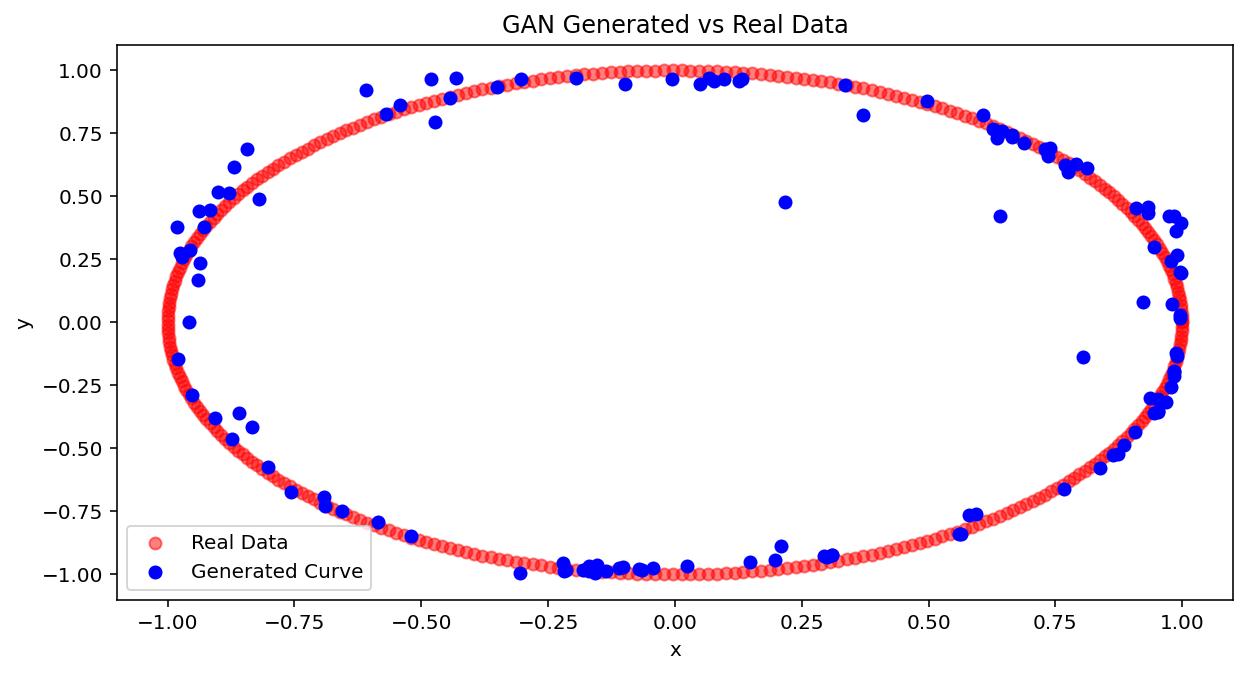 GAN Generated vs Real Data
1.00
0.75
0.50
0.25
0.00
−0.25
−0.50
−0.75
−1.00
y
Real Data
Generated Curve
−1.00 −0.75 −0.50 −0.25 0.00 0.25 0.50 0.75 1.00
x